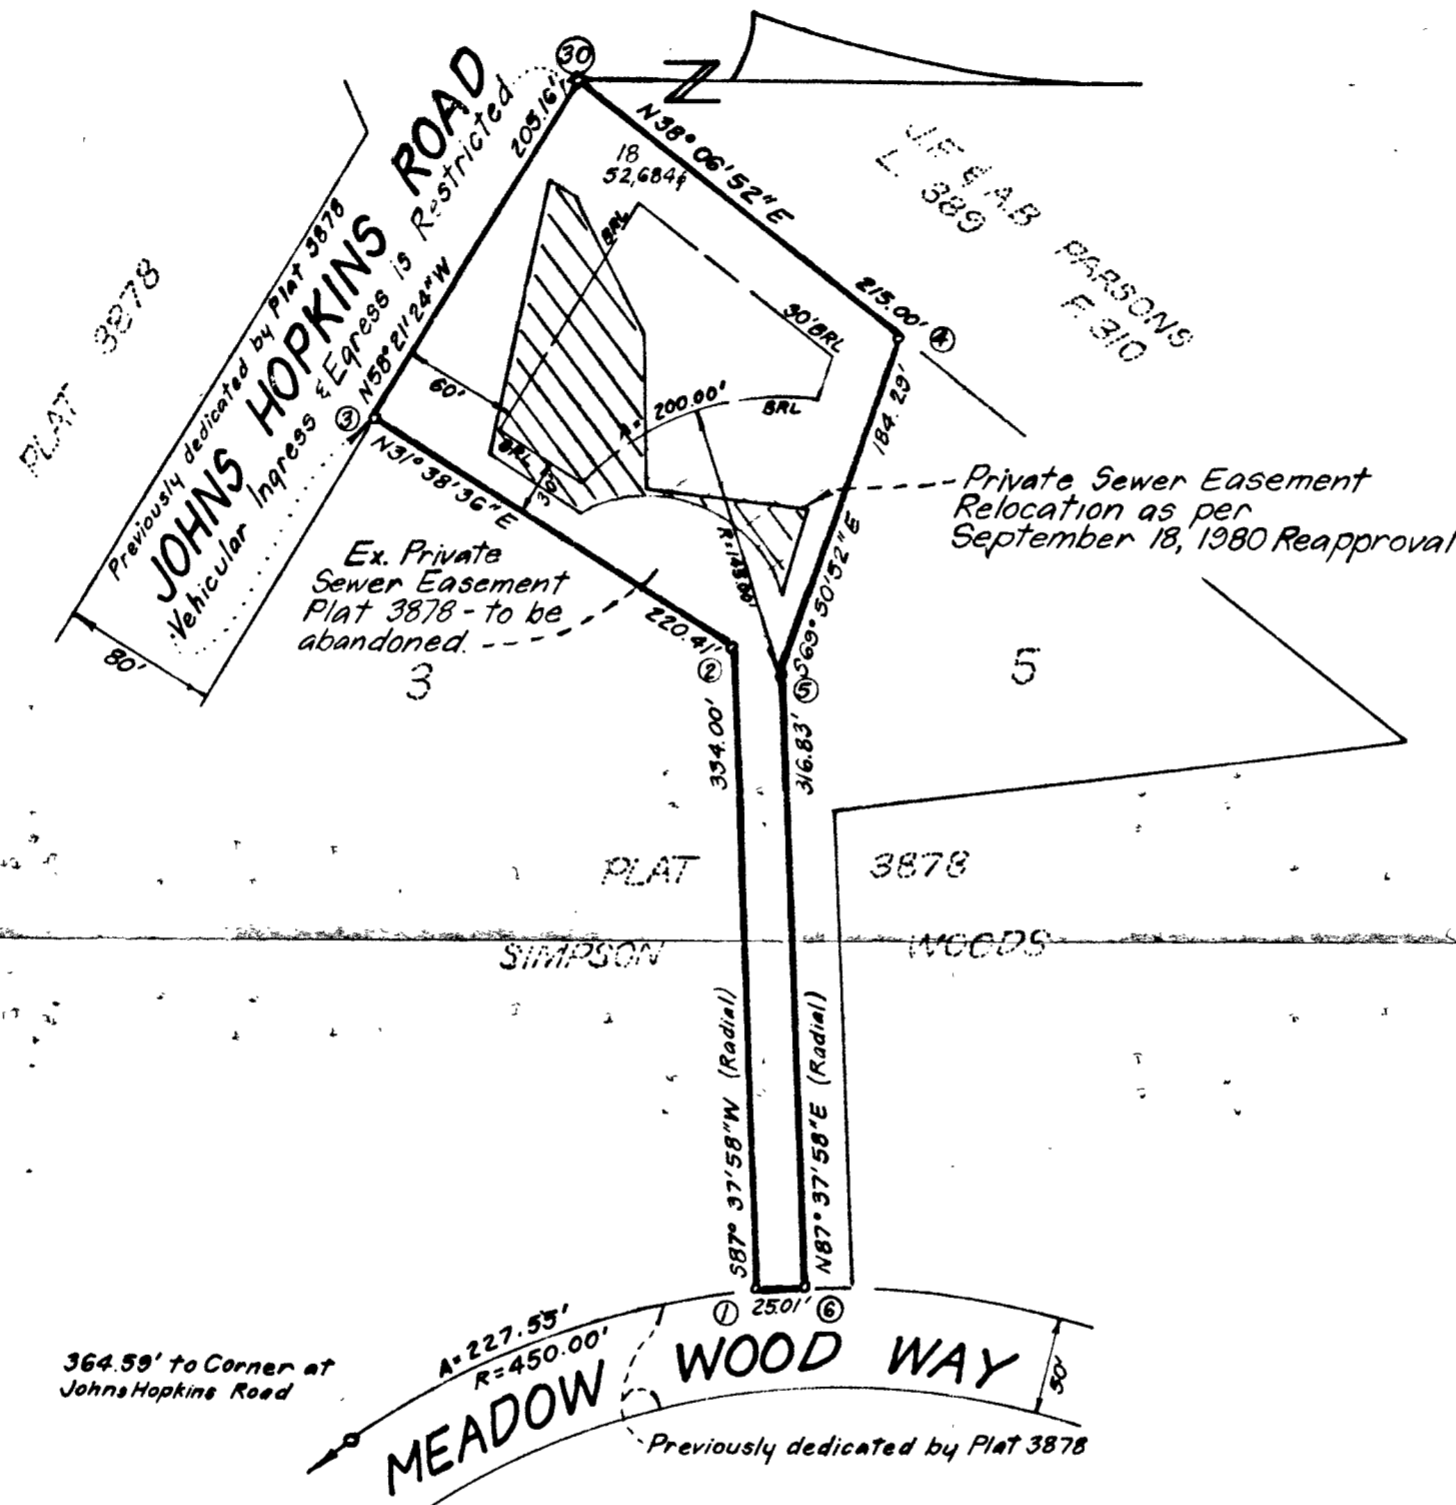 30
N
JOHNS HOPKINS ROAD
Previously dedicated by Plat 3878
Vehicular Ingress & Egress is Restricted
205.16'
N58°21'24"W
PLAT 3878
80'
3
18
52,684
N38°06'52"E
215.00'
4
J.F. & A.B. PARSONS
L. 389 F. 310
BRL
30' BRL
BRL
BRL
60'
30'
A= 200.00'
R=145.00'
184.29'
S69°50'52"E
N31°38'36"E
220.41'
Private Sewer Easement
Relocation as per
September 18, 1980 Reapproval
Ex. Private
Sewer Easement
Plat 3878 - to be
abandoned.
3
2
5
5
334.00'
316.83'
PLAT 3878
SIMPSON WOODS
S87°37'58"W (Radial)
N87°37'58"E (Radial)
1
25.01'
6
A=227.55'
R=450.00'
364.59' to Corner at
Johns Hopkins Road
MEADOW WOOD WAY
50'
Previously dedicated by Plat 3878